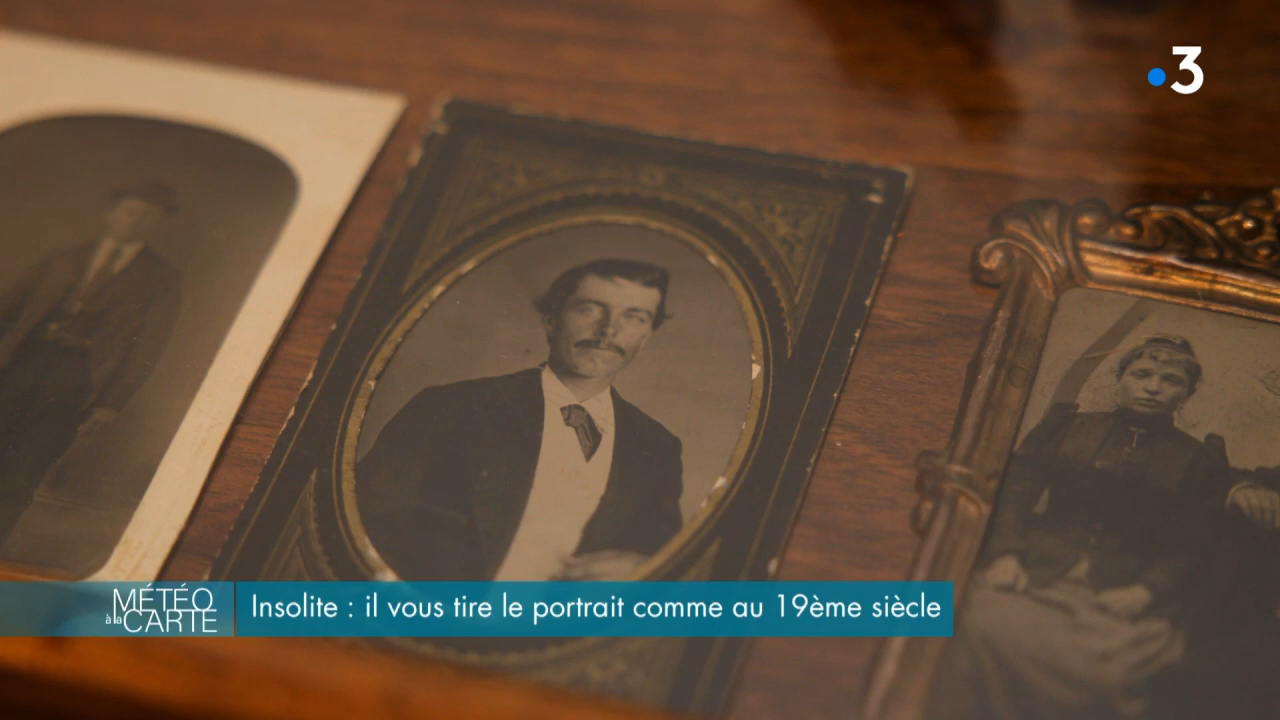 3
MÉTÉO
à la
CARTE
Insolite : il vous tire le portrait comme au 19ème siècle